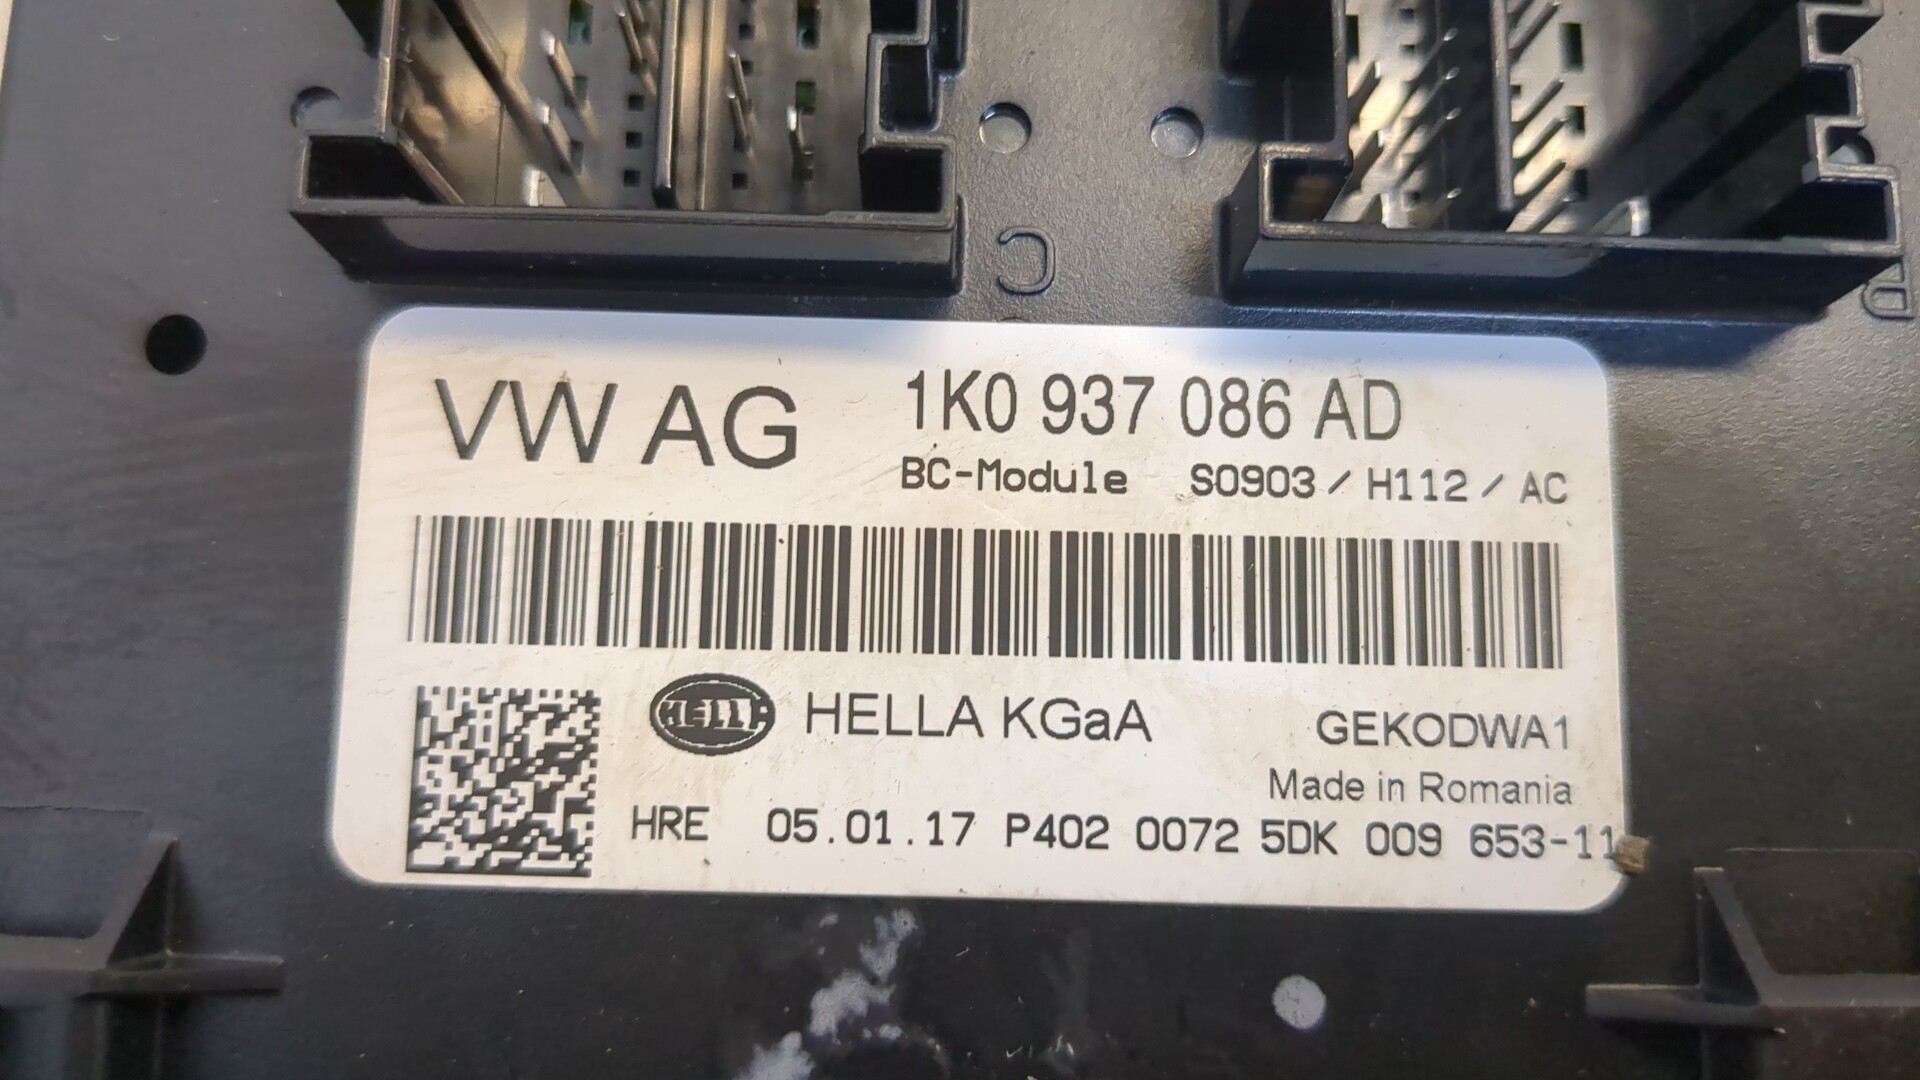 C
B
VW AG 1K0 937 086 AD
BC-Module S0903 / H112 / AC
HELLA HELLA KGaA GEKODWA1
Made in Romania
HRE 05.01.17 P402 0072 5DK 009 653-11